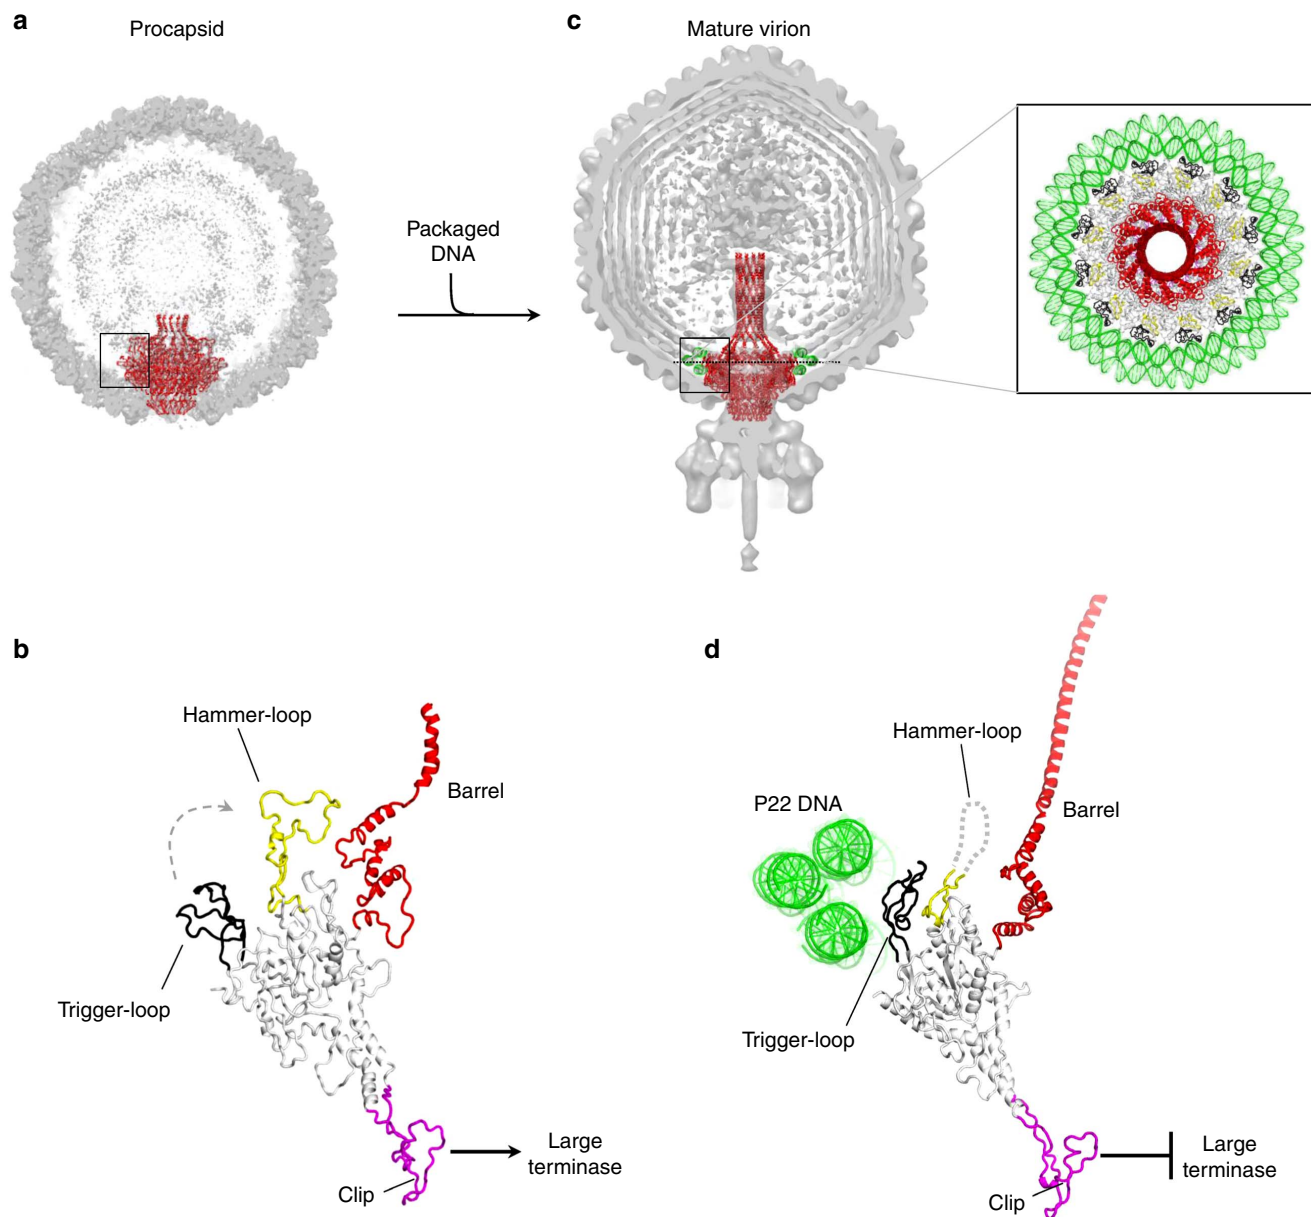 a
Procapsid
c
Mature virion
Packaged
DNA
b
Hammer-loop
Barrel
Trigger-loop
Large
terminase
Clip
d
Hammer-loop
P22 DNA
Barrel
Trigger-loop
Large
terminase
Clip